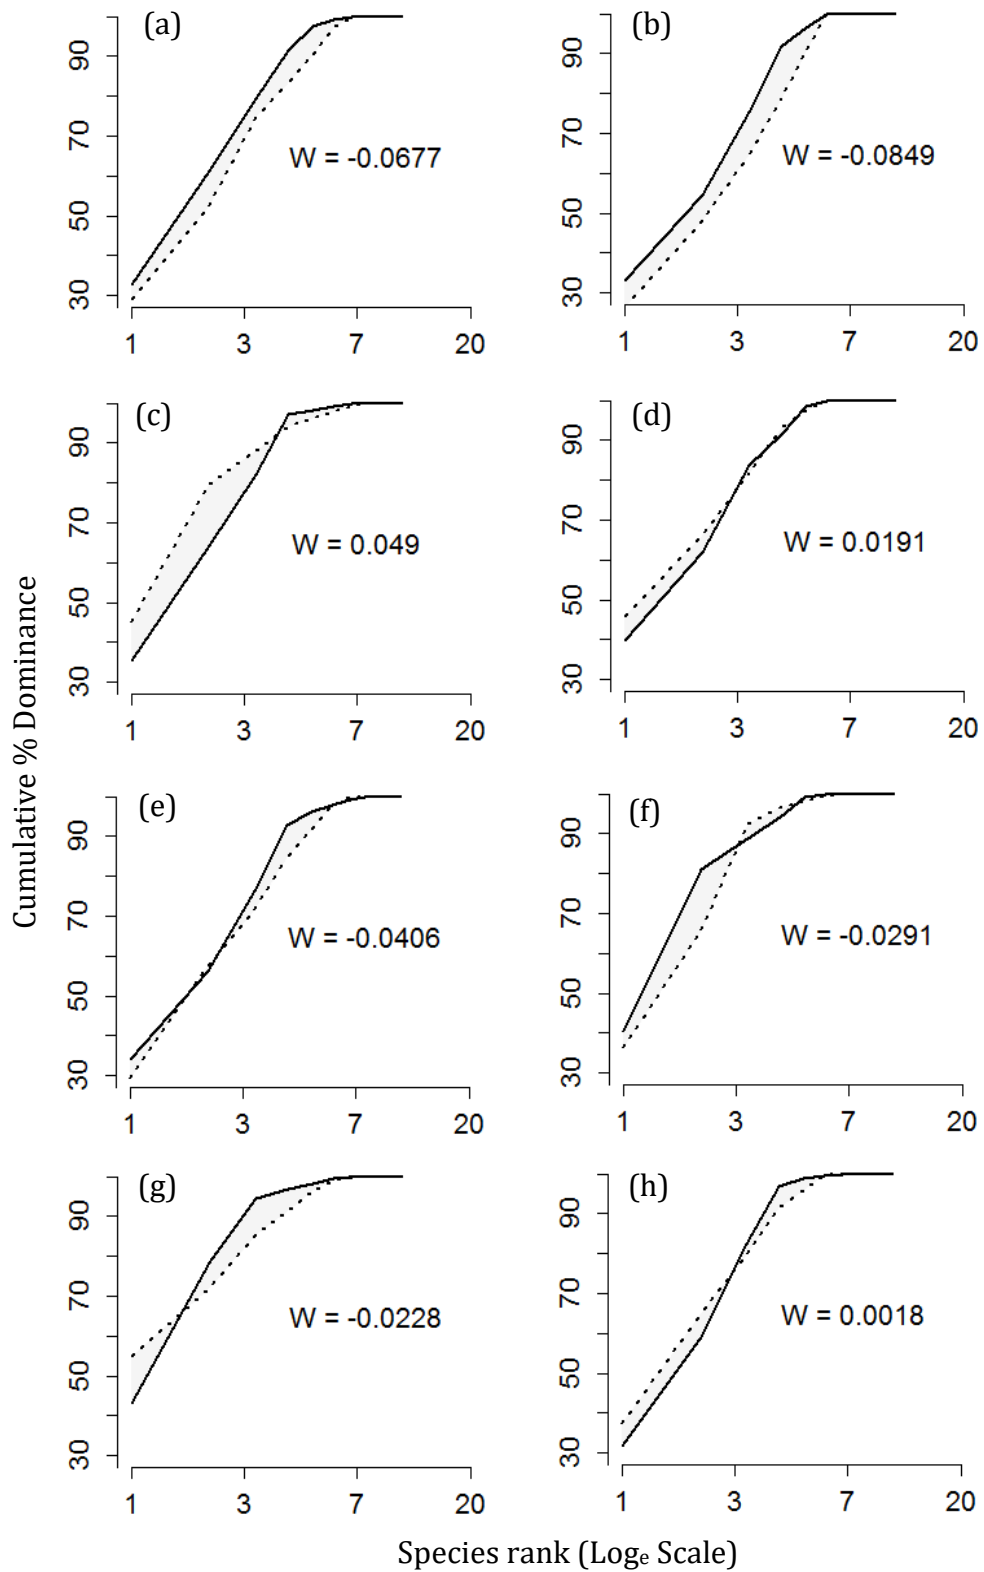 (a)
90
70
50
30
W = -0.0677
1 3 7 20
(b)
90
70
50
30
W = -0.0849
1 3 7 20
(c)
90
70
50
30
W = 0.049
1 3 7 20
(d)
90
70
50
30
W = 0.0191
1 3 7 20
Cumulative % Dominance
(e)
90
70
50
30
W = -0.0406
1 3 7 20
(f)
90
70
50
30
W = -0.0291
1 3 7 20
(g)
90
70
50
30
W = -0.0228
1 3 7 20
(h)
90
70
50
30
W = 0.0018
1 3 7 20
Species rank (Logₑ Scale)